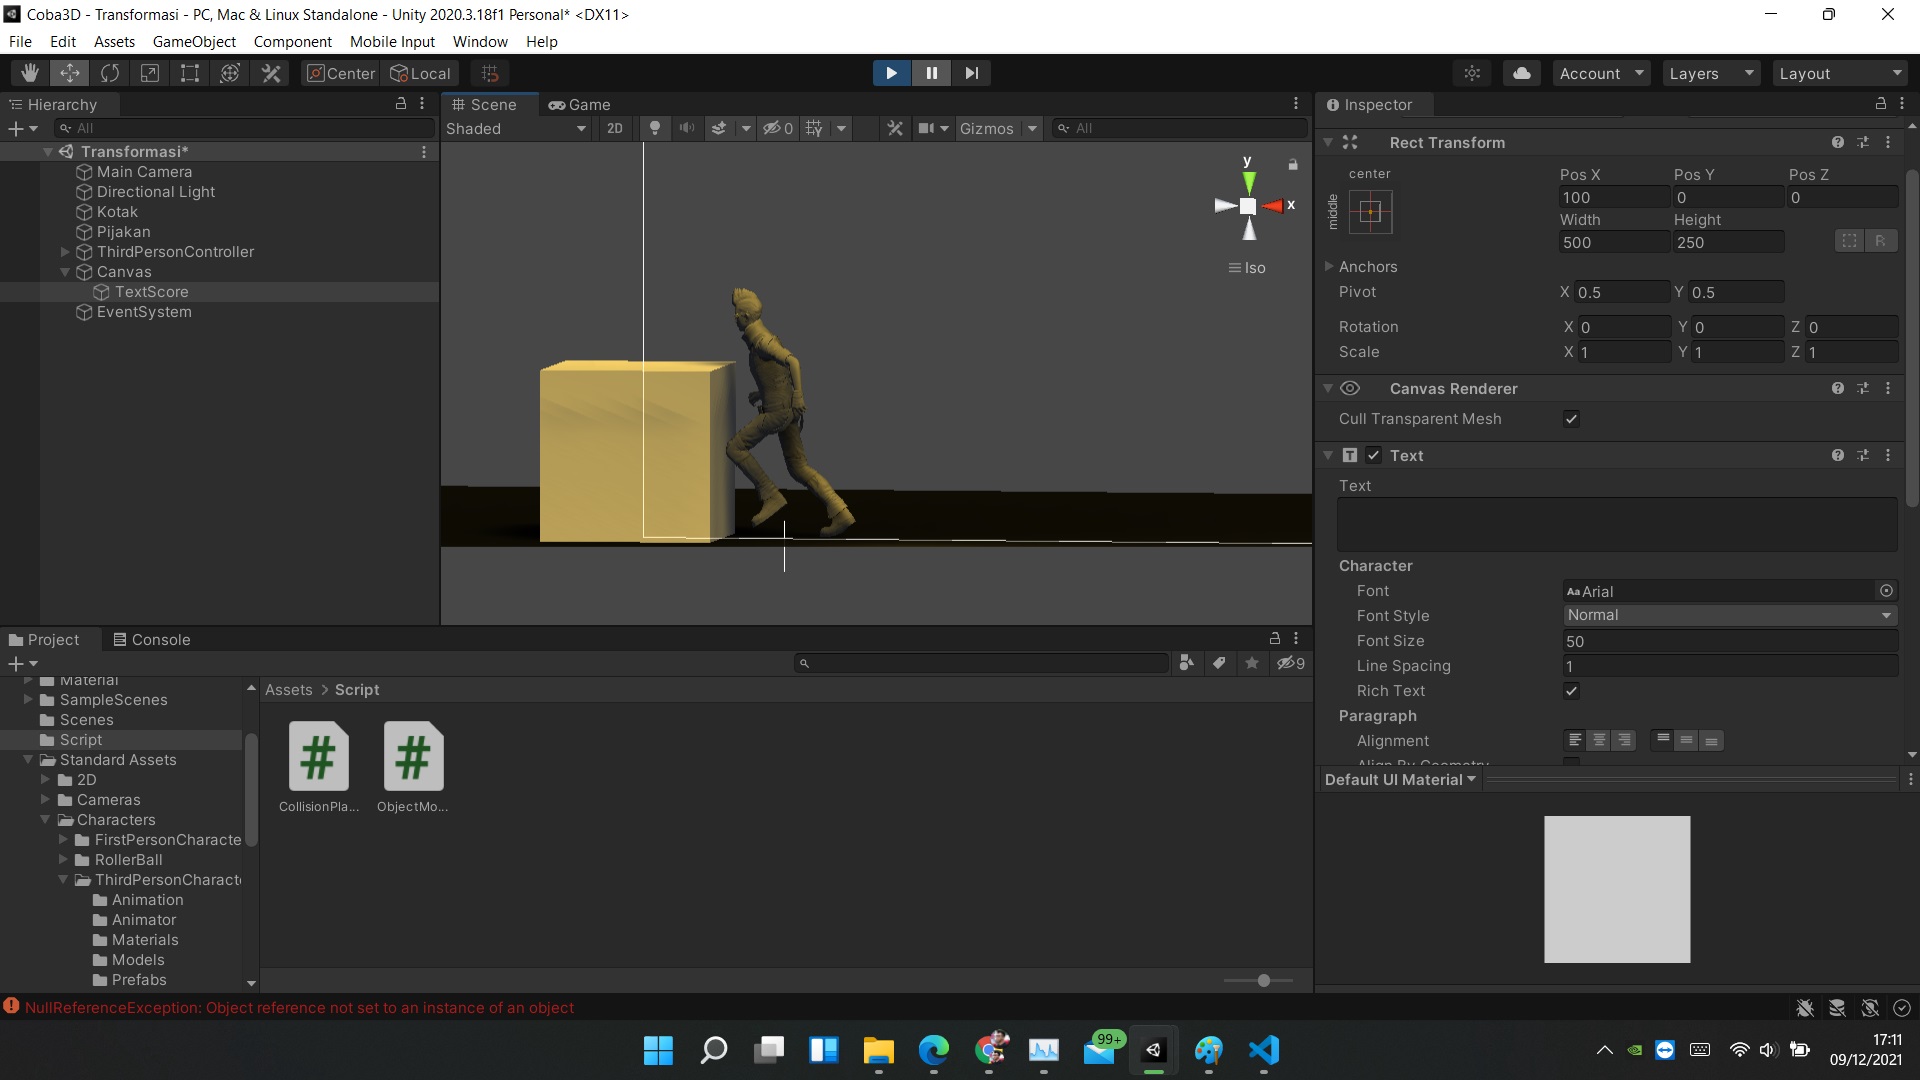 Coba3D - Transformasi - PC, Mac & Linux Standalone - Unity 2020.3.18f1 Personal* <DX11>
File Edit Assets GameObject Component Mobile Input Window Help
Center Local Account Layers Layout
Hierarchy
All
Transformasi*
Main Camera
Directional Light
Kotak
Pijakan
ThirdPersonController
Canvas
TextScore
EventSystem
Scene Game
Shaded 2D 0 Gizmos All
y
x
Iso
Inspector
Rect Transform
center
middle
Pos X Pos Y Pos Z
100 0 0
Width Height
500 250 R
Anchors
Pivot X 0.5 Y 0.5
Rotation X 0 Y 0 Z 0
Scale X 1 Y 1 Z 1
Canvas Renderer
Cull Transparent Mesh
T Text
Text
Character
Font Aa Arial
Font Style Normal
Font Size 50
Line Spacing 1
Rich Text
Paragraph
Alignment
Align By Geometry
Default UI Material
Project Console
9
Material
SampleScenes
Scenes
Script
Standard Assets
2D
Cameras
Characters
FirstPersonCharacte
RollerBall
ThirdPersonCharact
Animation
Animator
Materials
Models
Prefabs
Assets > Script
# #
CollisionPla... ObjectMo...
NullReferenceException: Object reference not set to an instance of an object
99+
17:11
09/12/2021